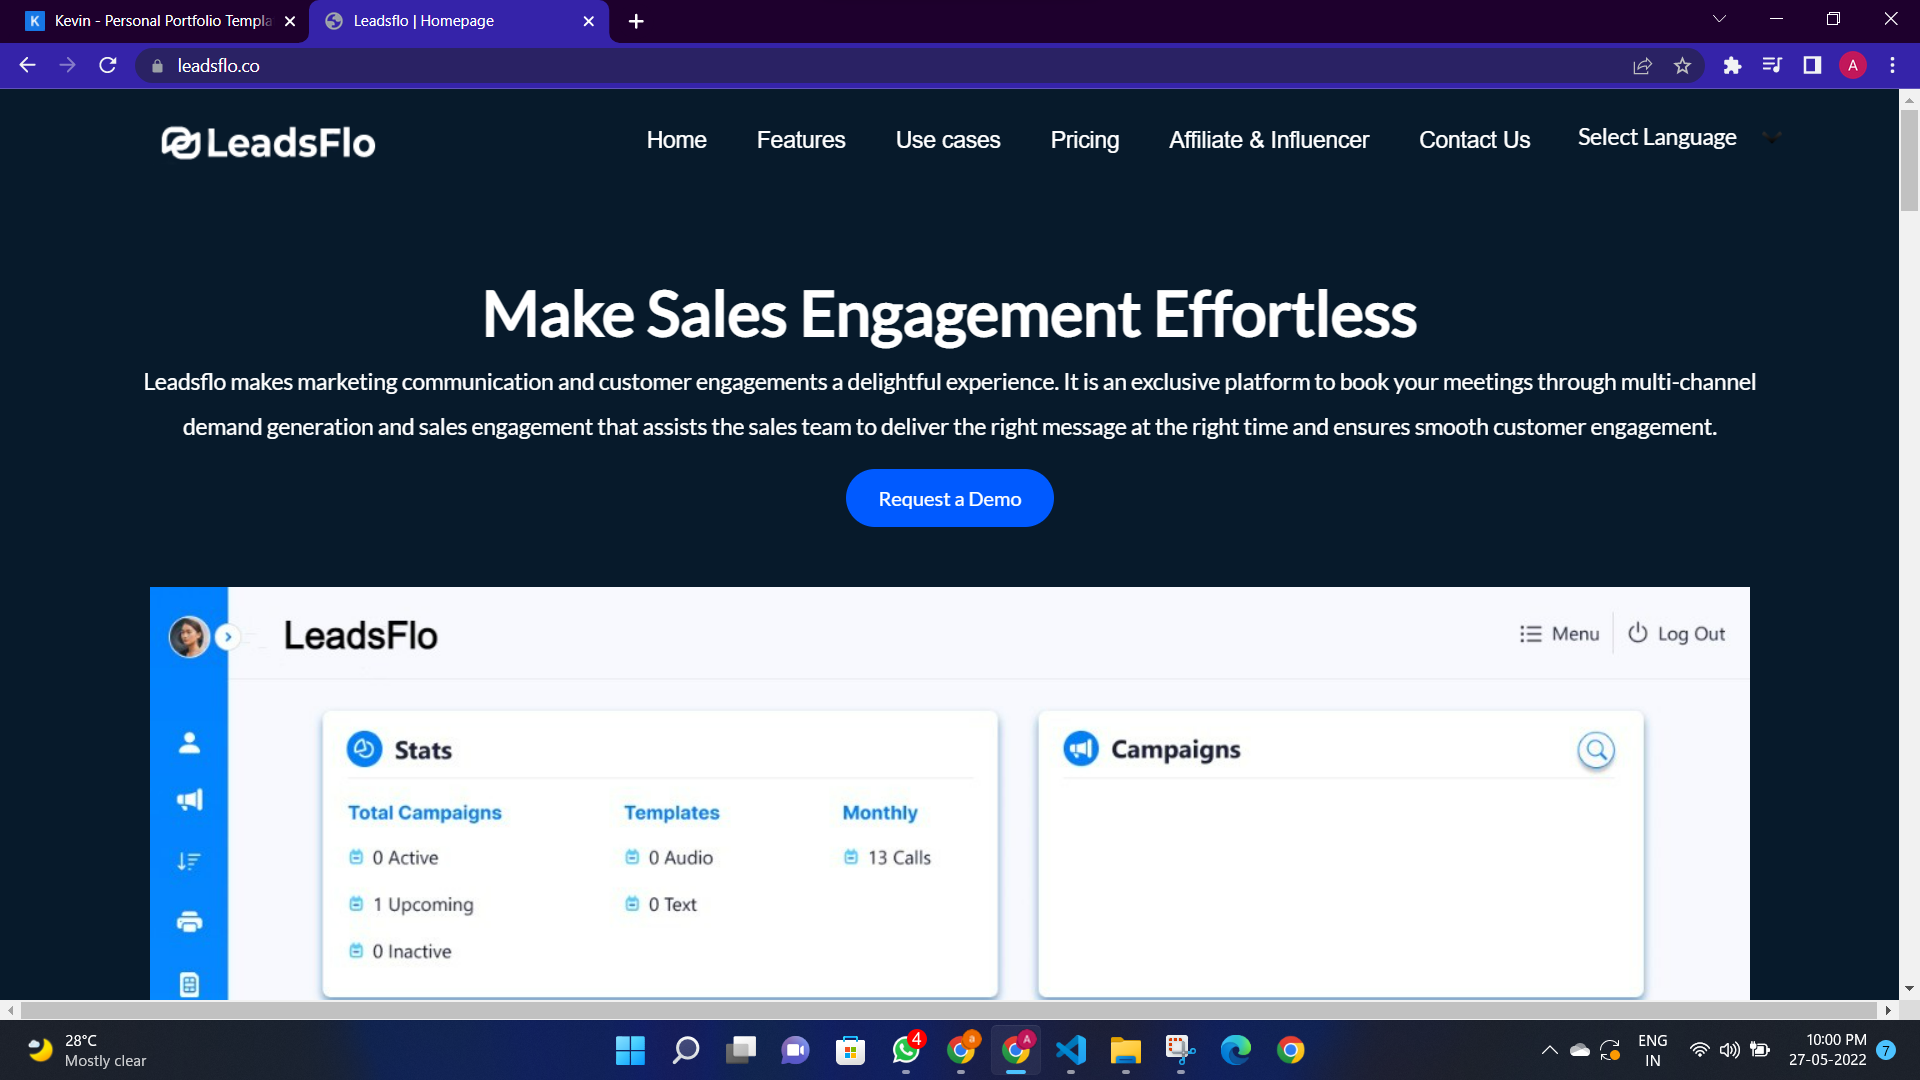 K Kevin - Personal Portfolio Templa
Leadsflo | Homepage
leadsflo.co
A
LeadsFlo
Home Features Use cases Pricing Affiliate & Influencer Contact Us Select Language
Make Sales Engagement Effortless
Leadsflo makes marketing communication and customer engagements a delightful experience. It is an exclusive platform to book your meetings through multi-channel
demand generation and sales engagement that assists the sales team to deliver the right message at the right time and ensures smooth customer engagement.
Request a Demo
LeadsFlo
Menu
Log Out
Stats
Campaigns
Total Campaigns Templates Monthly
0 Active 0 Audio 13 Calls
1 Upcoming 0 Text
0 Inactive
28°C
Mostly clear
4
a
A
ENG
IN
10:00 PM
27-05-2022
7